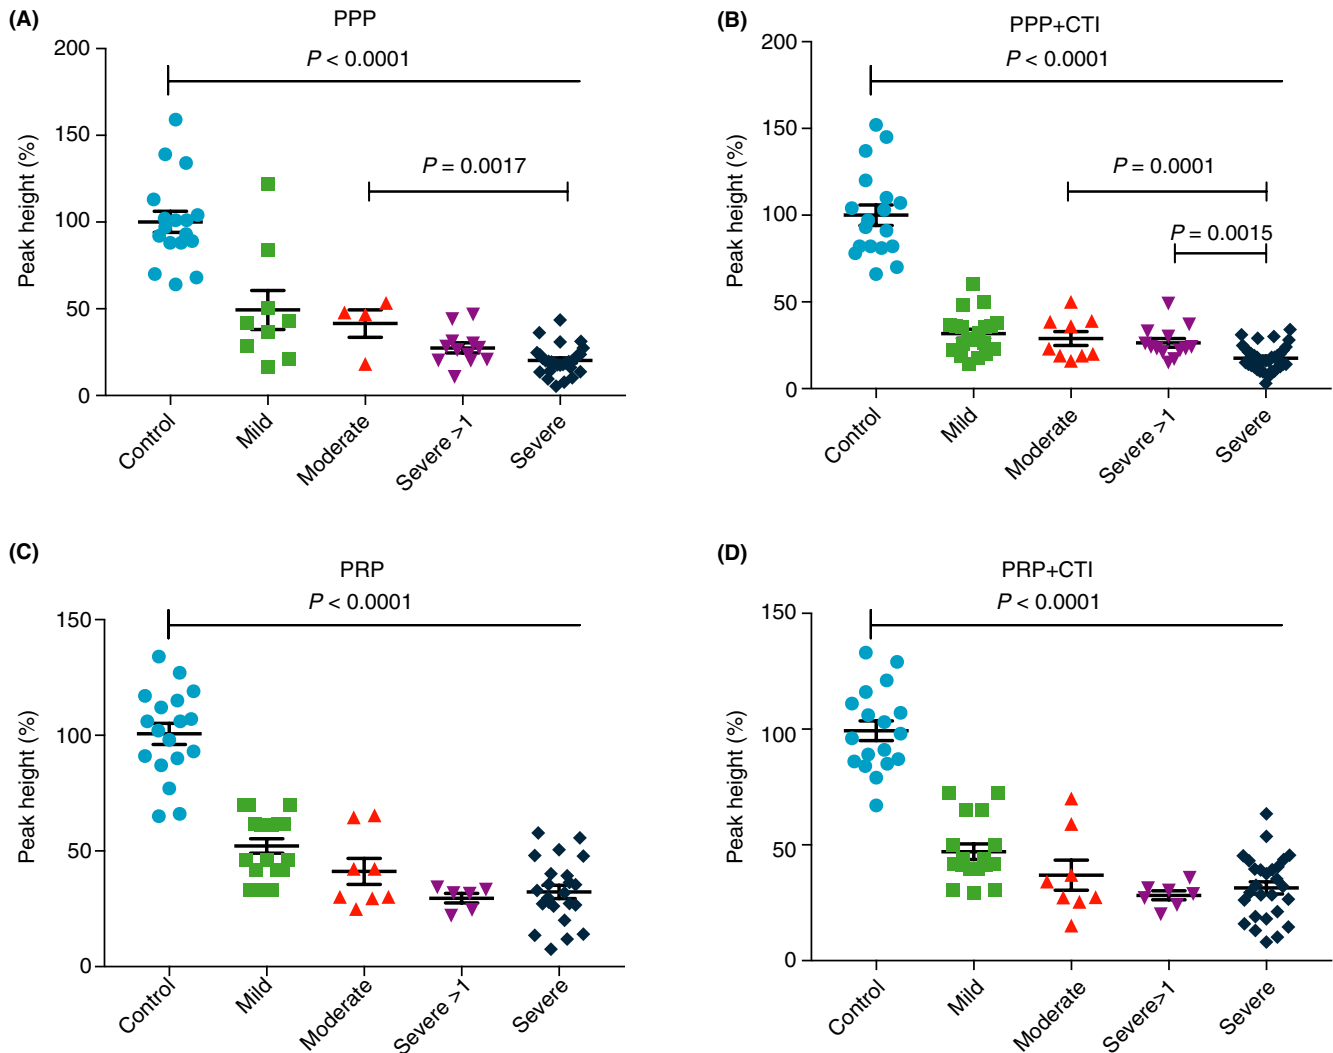 (A)
PPP
P < 0.0001
P = 0.0017
Peak height (%)
200
150
100
50
0
Control
Mild
Moderate
Severe >1
Severe
(B)
PPP+CTI
P < 0.0001
P = 0.0001
P = 0.0015
Peak height (%)
200
150
100
50
0
Control
Mild
Moderate
Severe >1
Severe
(C)
PRP
P < 0.0001
Peak height (%)
150
100
50
0
Control
Mild
Moderate
Severe >1
Severe
(D)
PRP+CTI
P < 0.0001
Peak height (%)
150
100
50
0
Control
Mild
Moderate
Severe>1
Severe